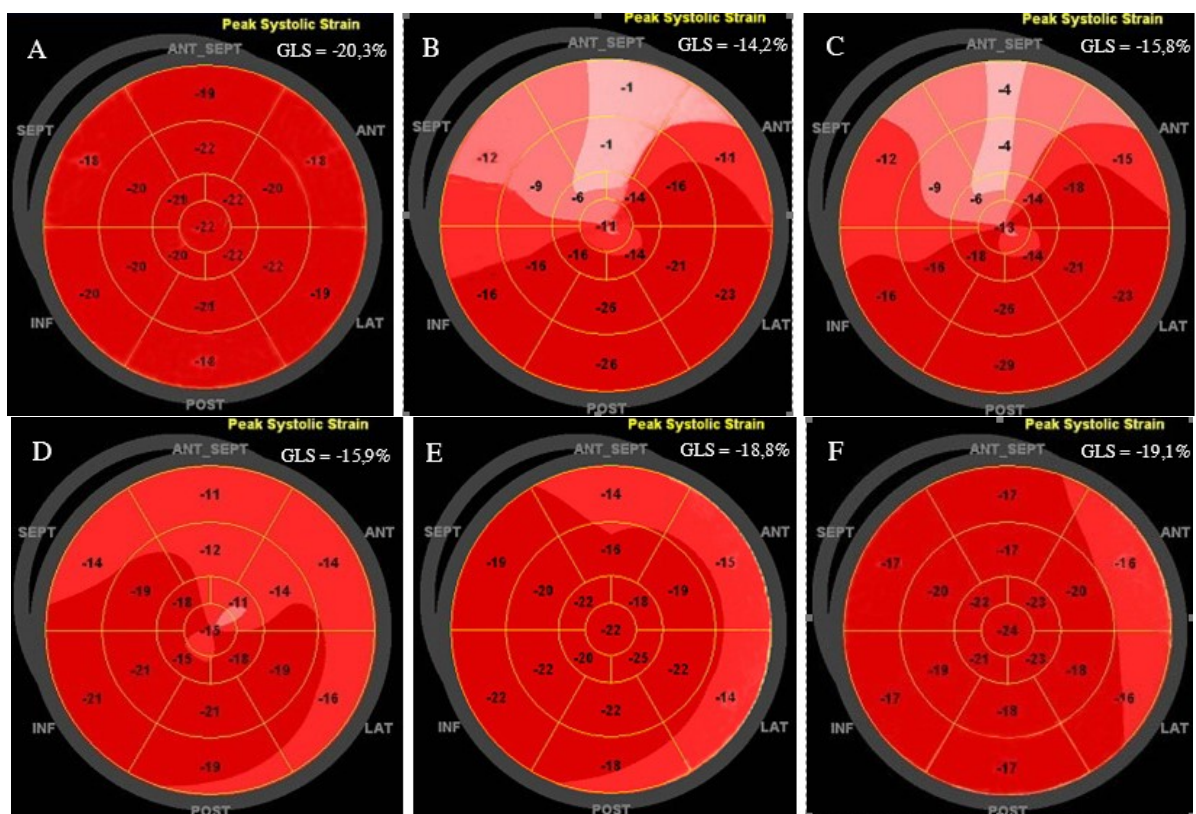 Peak Systolic Strain
A
GLS = -20,3%
ANT_SEPT
-19
SEPT
ANT
-22
-18
-18
-20
-22
-20
-22
-20
-22
-20
-22
-20
-19
-21
INF
LAT
-18
POST
Peak Systolic Strain
B
GLS = -14,2%
ANT_SEPT
-1
SEPT
ANT
-1
-12
-11
-9
-6
-14
-16
-11
-16
-16
-14
-21
-16
-23
-26
INF
LAT
-26
POST
Peak Systolic Strain
C
GLS = -15,8%
ANT_SEPT
-4
SEPT
ANT
-4
-12
-15
-9
-6
-14
-18
-13
-16
-18
-14
-21
-16
-23
-26
INF
LAT
-29
POST
Peak Systolic Strain
D
GLS = -15,9%
ANT_SEPT
-11
SEPT
ANT
-12
-14
-14
-19
-18
-11
-14
-15
-21
-15
-18
-19
-21
-16
-21
INF
LAT
-19
POST
Peak Systolic Strain
E
GLS = -18,8%
ANT_SEPT
-14
SEPT
ANT
-16
-19
-15
-20
-22
-18
-22
-22
-20
-25
-22
-22
-14
-22
INF
LAT
-18
POST
Peak Systolic Strain
F
GLS = -19,1%
ANT_SEPT
-17
SEPT
ANT
-17
-17
-16
-20
-22
-23
-20
-24
-19
-21
-23
-18
-17
-16
-18
INF
LAT
-17
POST